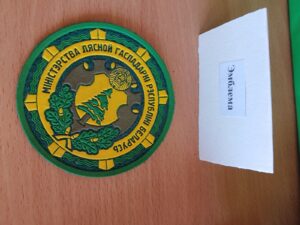 МІНІСТЭРСТВА ЛЯСНОЙ ГАСПАДАРКІ РЭСПУБЛІКІ БЕЛАРУСЬ
Эмблема